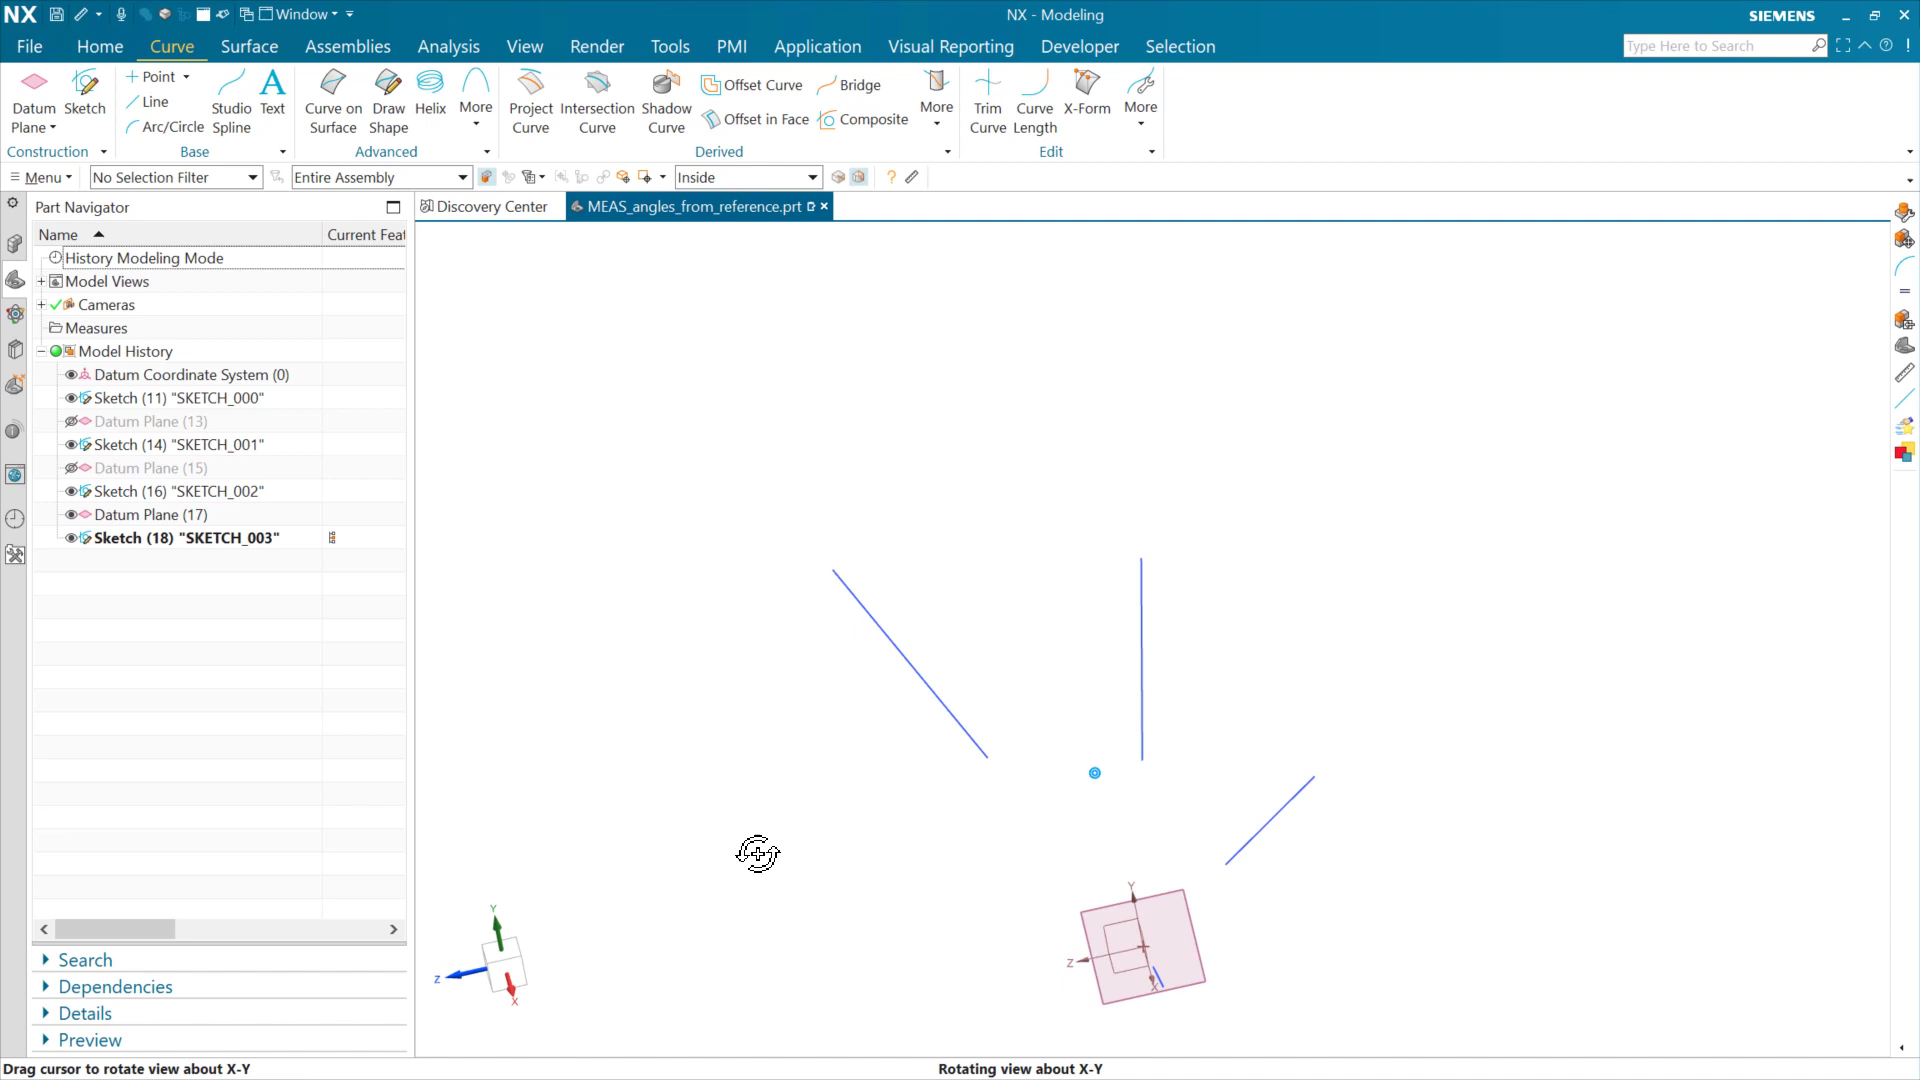 NX
Window
NX - Modeling
SIEMENS
File
Home
Curve
Surface
Assemblies
Analysis
View
Render
Tools
PMI
Application
Visual Reporting
Developer
Selection
Type Here to Search
Datum Plane
Sketch
Point
Line
Arc/Circle
Studio Spline
Text
Curve on Surface
Draw Shape
Helix
More
Project Curve
Intersection Curve
Shadow Curve
Offset Curve
Offset in Face
Bridge
Composite
More
Trim Curve
Curve Length
X-Form
More
Construction
Base
Advanced
Derived
Edit
Menu
No Selection Filter
Entire Assembly
Inside
Part Navigator
Discovery Center
MEAS_angles_from_reference.prt
Name
Current Feat
History Modeling Mode
Model Views
Cameras
Measures
Model History
Datum Coordinate System (0)
Sketch (11) "SKETCH_000"
Datum Plane (13)
Sketch (14) "SKETCH_001"
Datum Plane (15)
Sketch (16) "SKETCH_002"
Datum Plane (17)
Sketch (18) "SKETCH_003"
Y
Z
X
Y
Z
X
Search
Dependencies
Details
Preview
Drag cursor to rotate view about X-Y
Rotating view about X-Y